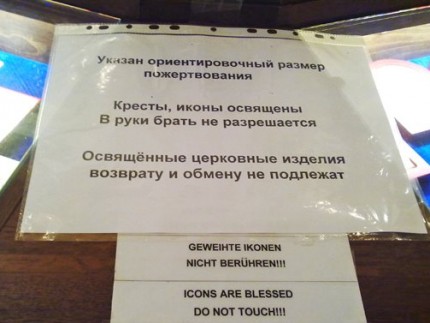 Указан ориентировочный размер
пожертвования
Кресты, иконы освящены
В руки брать не разрешается
Освящённые церковные изделия
возврату и обмену не подлежат
GEWEIHTE IKONEN
NICHT BERÜHREN!!!
ICONS ARE BLESSED
DO NOT TOUCH!!!